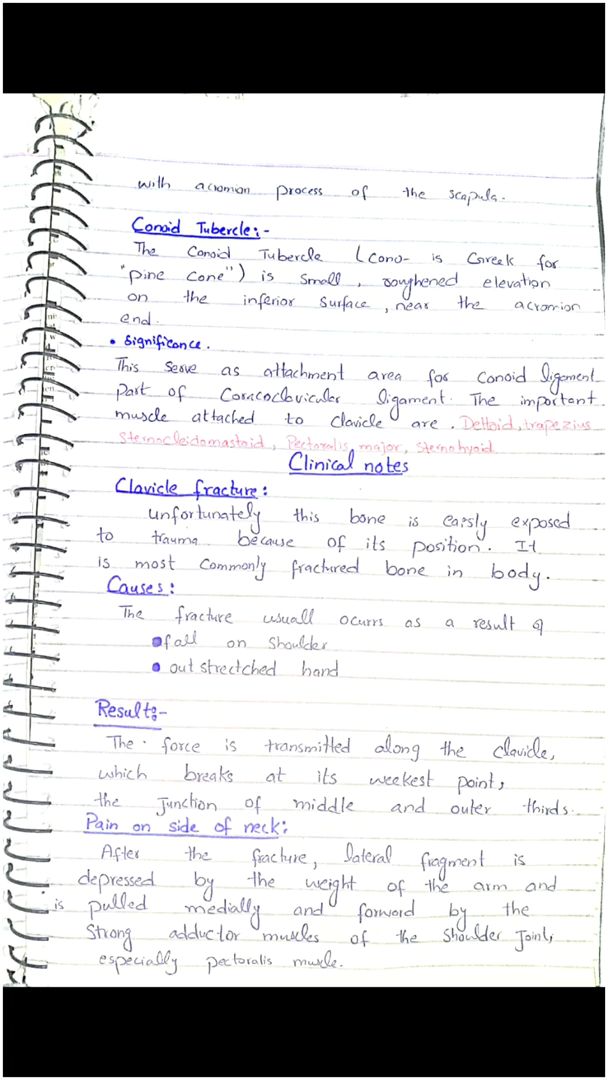 with acromion process of the scapula.
Conoid Tubercle:-
The Conoid Tubercle (cono- is Greek for
"pine cone") is small, roughened elevation
on the inferior surface, near the acromion
end.
• Significance.
This serve as attachment area for conoid ligament
part of Coracoclavicular ligament. The important
muscle attached to clavicle are. Deltoid, trapezius
Sternocleidomastoid, Pectoralis major, Sternohyoid
Clinical notes
Clavicle fracture:
unfortunately this bone is easly exposed
to trauma because of its position. It
is most commonly fractured bone in body.
Causes:
The fracture usuall ocurrs as a result of
• fall on shoulder
• out stretched hand
Result:-
The force is transmitted along the clavicle,
which breaks at its weekest point,
the junction of middle and outer thirds.
Pain on side of neck:
After the fracture, lateral fragment is
depressed by the weight of the arm and
is pulled medially and forward by the
Strong adductor muscles of the shoulder joint,
especially pectoralis muscle.